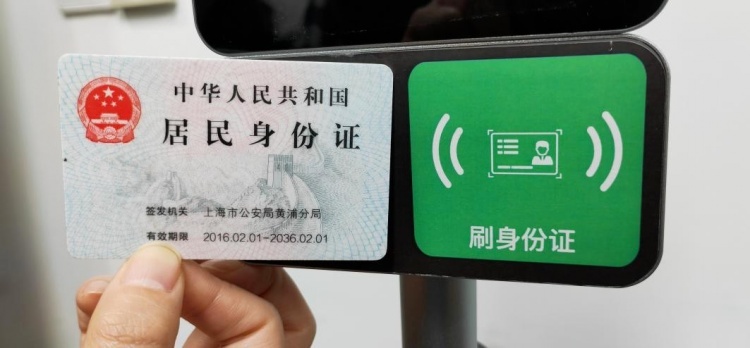 中华人民共和国
居民身份证
签发机关 上海市公安局黄浦分局
有效期限 2016.02.01-2036.02.01
刷身份证